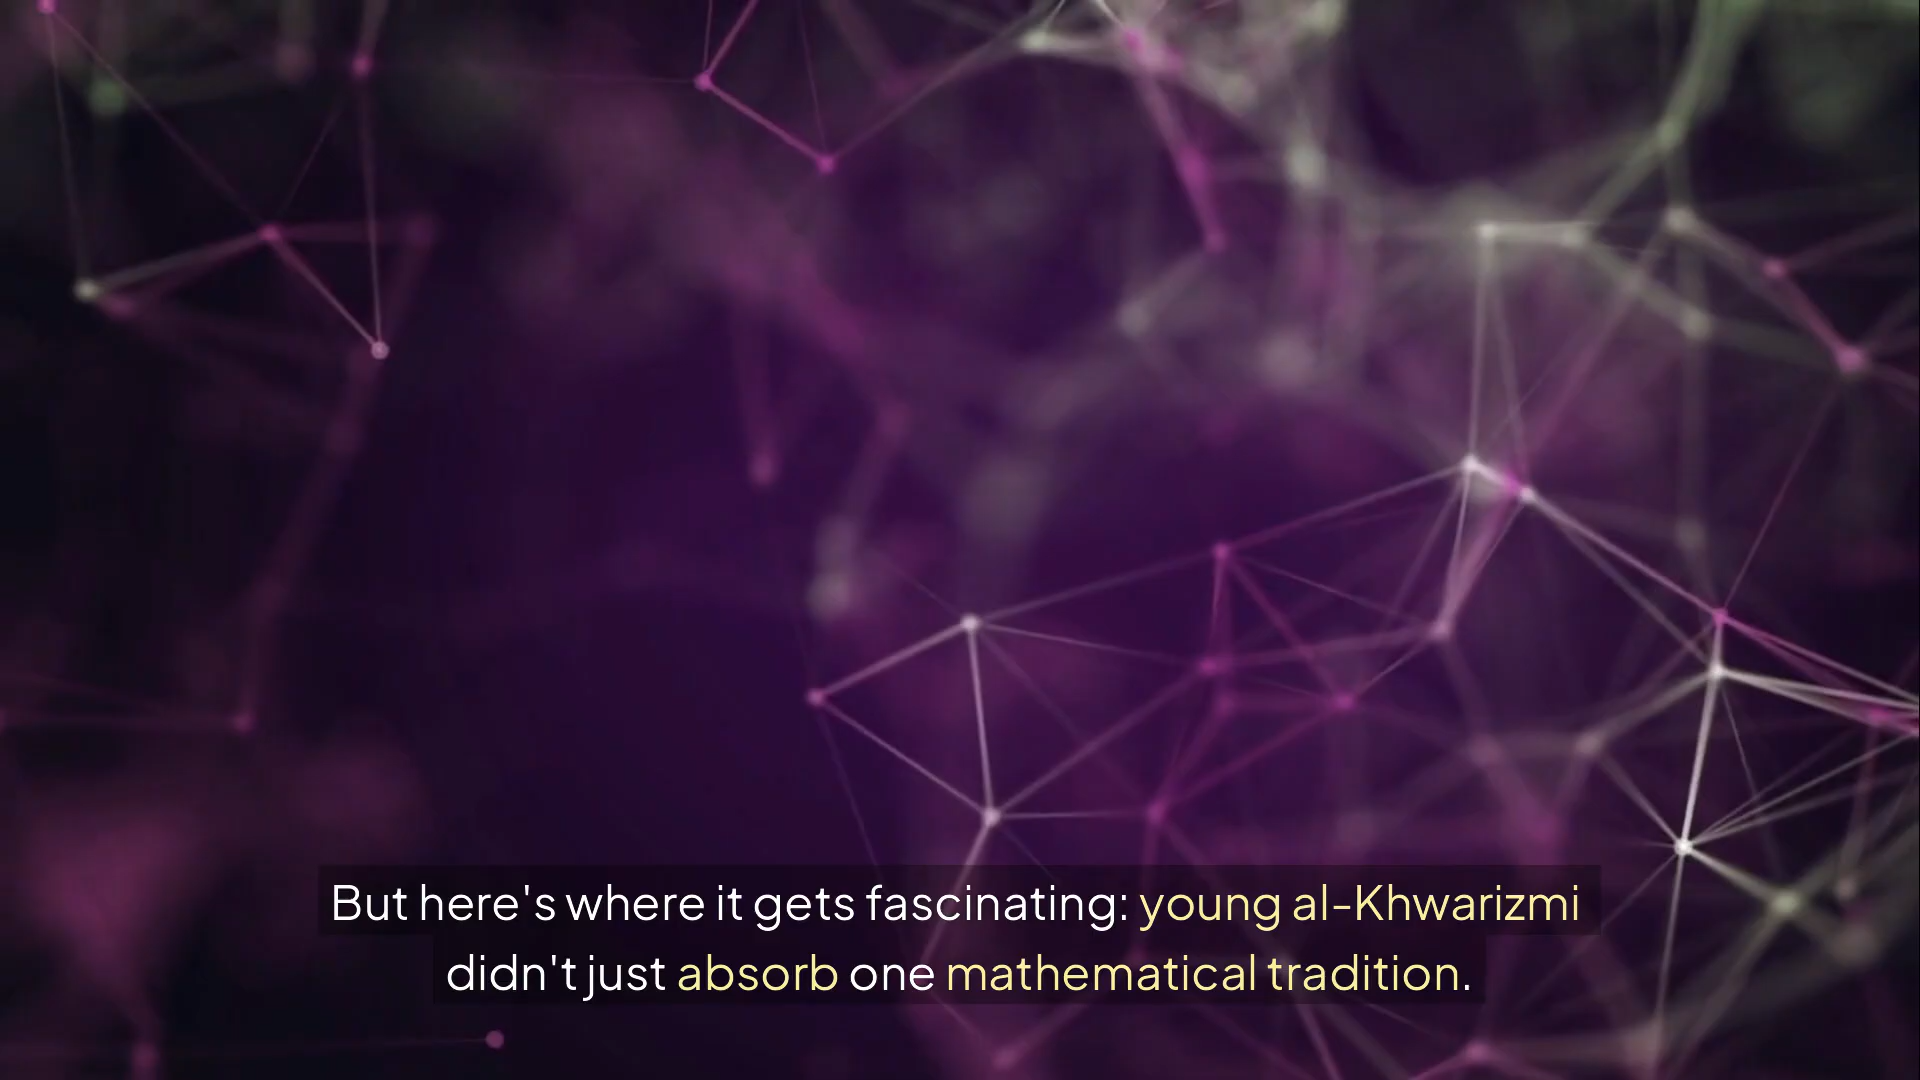 But here's where it gets fascinating: young al-Khwarizmi
didn't just absorb one mathematical tradition.